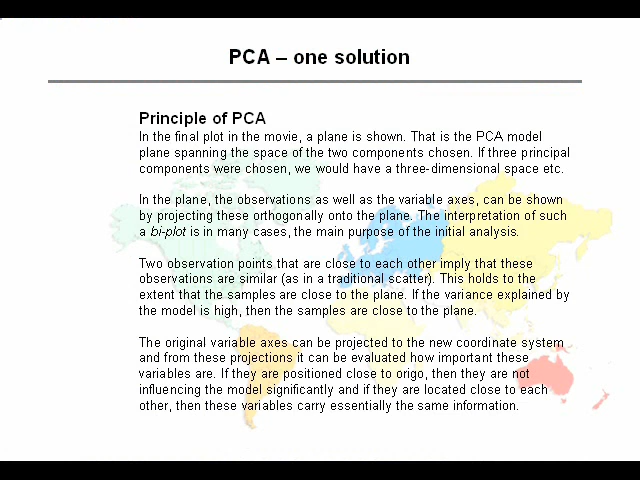 PCA – one solution
Principle of PCA
In the final plot in the movie, a plane is shown. That is the PCA model
plane spanning the space of the two components chosen. If three principal
components were chosen, we would have a three-dimensional space etc.
In the plane, the observations as well as the variable axes, can be shown
by projecting these orthogonally onto the plane. The interpretation of such
a bi-plot is in many cases, the main purpose of the initial analysis.
Two observation points that are close to each other imply that these
observations are similar (as in a traditional scatter). This holds to the
extent that the samples are close to the plane. If the variance explained by
the model is high, then the samples are close to the plane.
The original variable axes can be projected to the new coordinate system
and from these projections it can be evaluated how important these
variables are. If they are positioned close to origo, then they are not
influencing the model significantly and if they are located close to each
other, then these variables carry essentially the same information.